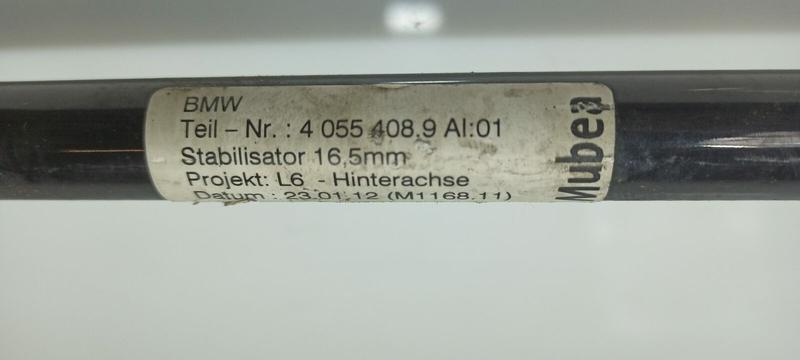 BMW
Teil - Nr. : 4 055 408.9 AI:01
Stabilisator 16,5mm
Projekt: L6 - Hinterachse
Datum : 23.01.12 (M1168.11)
Mubea